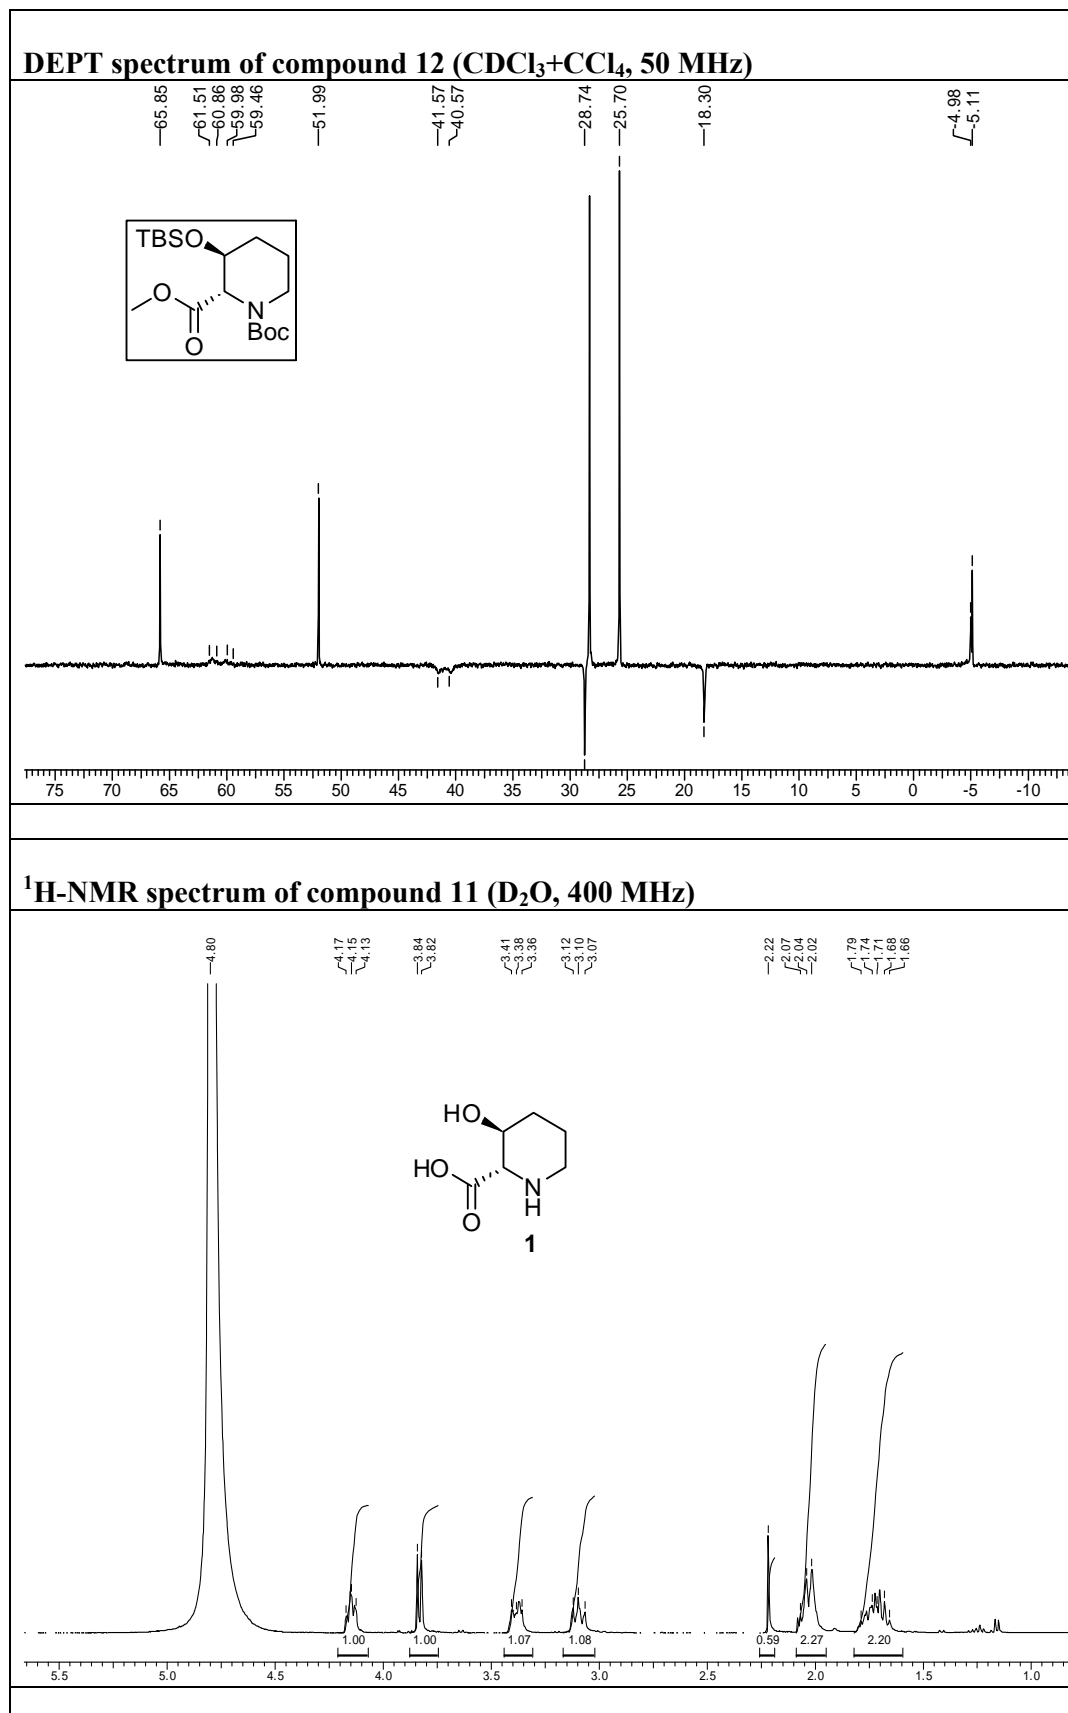 DEPT spectrum of compound 12 (CDCl₃+CCl₄, 50 MHz)
65.85
61.51
60.86
59.98
59.46
51.99
41.57
40.57
28.74
25.70
18.30
-4.98
-5.11
TBSO
O
N
O
Boc
75 70 65 60 55 50 45 40 35 30 25 20 15 10 5 0 -5 -10
¹H-NMR spectrum of compound 11 (D₂O, 400 MHz)
4.80
4.17
4.15
4.13
3.84
3.82
3.41
3.38
3.36
3.12
3.10
3.07
2.22
2.07
2.04
2.02
1.79
1.74
1.71
1.68
1.66
HO
HO
N
H
O
1
1.00 1.00 1.07 1.08 0.59 2.27 2.20
5.5 5.0 4.5 4.0 3.5 3.0 2.5 2.0 1.5 1.0